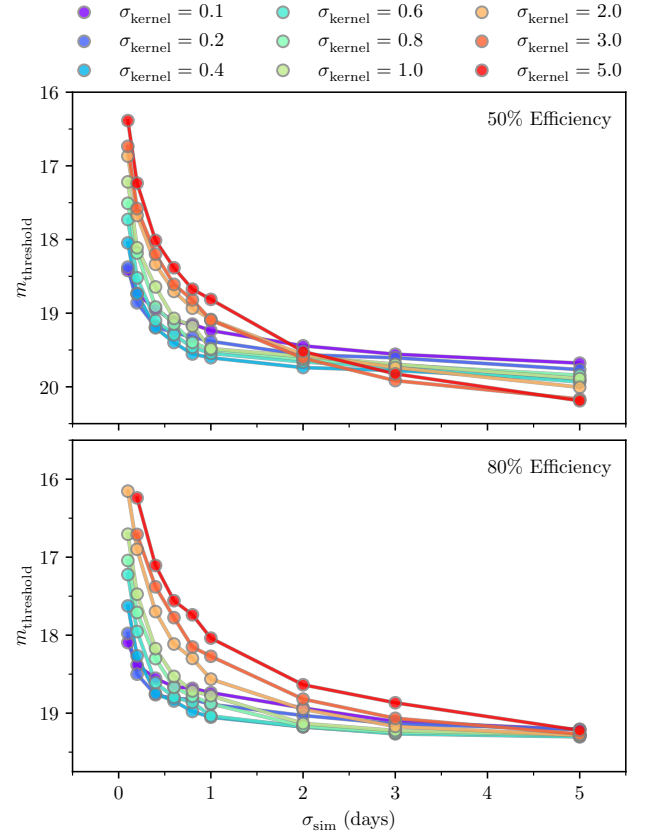 σkernel = 0.1 σkernel = 0.6 σkernel = 2.0
σkernel = 0.2 σkernel = 0.8 σkernel = 3.0
σkernel = 0.4 σkernel = 1.0 σkernel = 5.0
16
50% Efficiency
17
18
mthreshold
19
20
80% Efficiency
16
17
18
mthreshold
19
0 1 2 3 4 5
σsim (days)